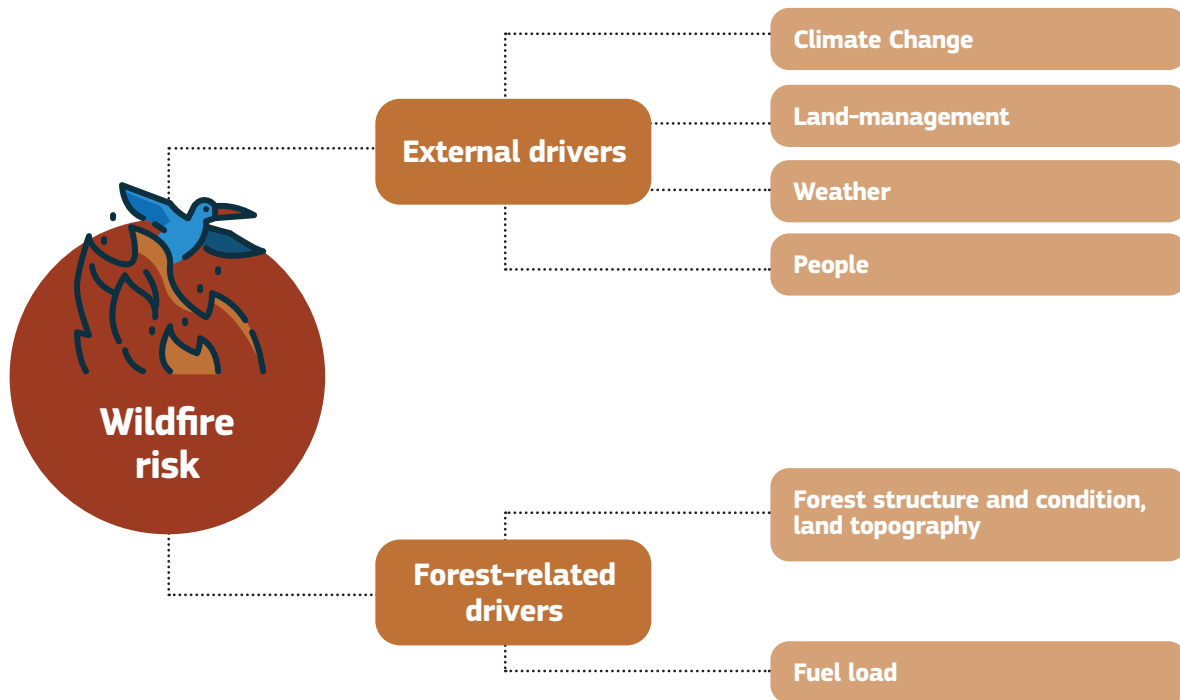 Wildfire
risk
External drivers
Climate Change
Land-management
Weather
People
Forest-related
drivers
Forest structure and condition,
land topography
Fuel load